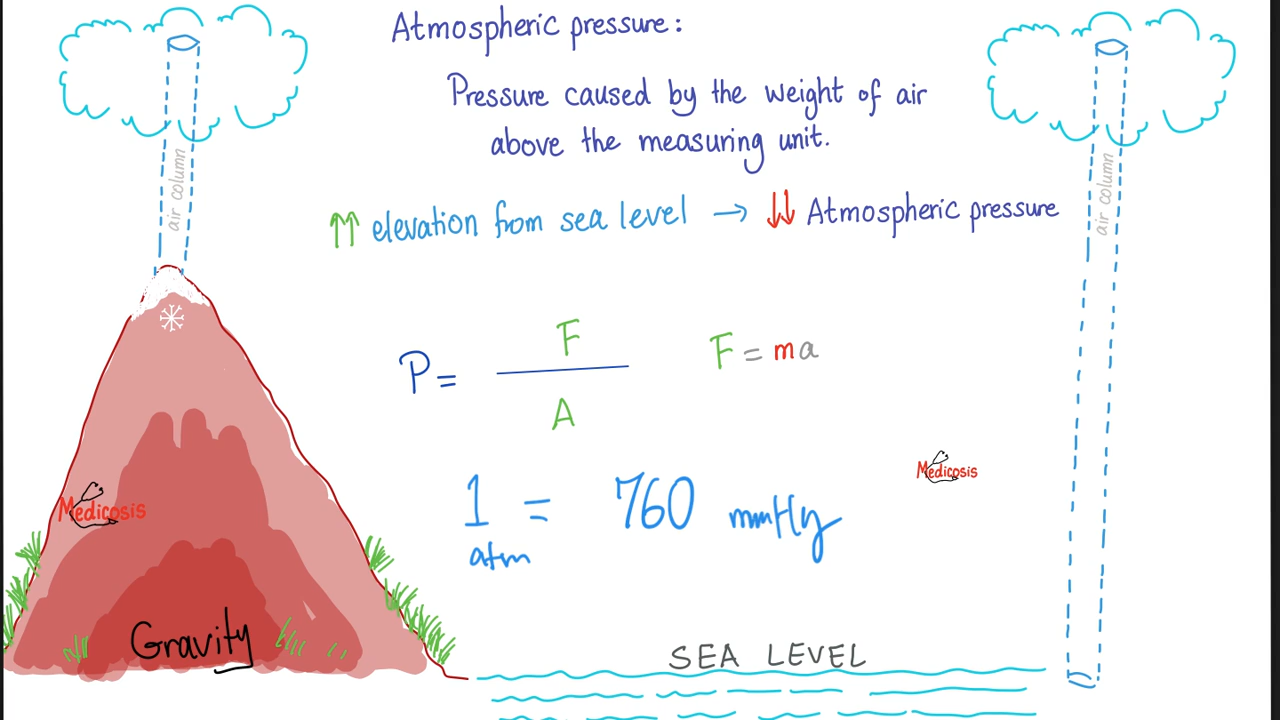 Atmospheric pressure:
Pressure caused by the weight of air
above the measuring unit.
air column
air column
↑↑ elevation from sea level → ↓↓ Atmospheric pressure
P = F / A
F = ma
Medicosis
Medicosis
1 atm = 760 mmHg
Gravity
SEA LEVEL